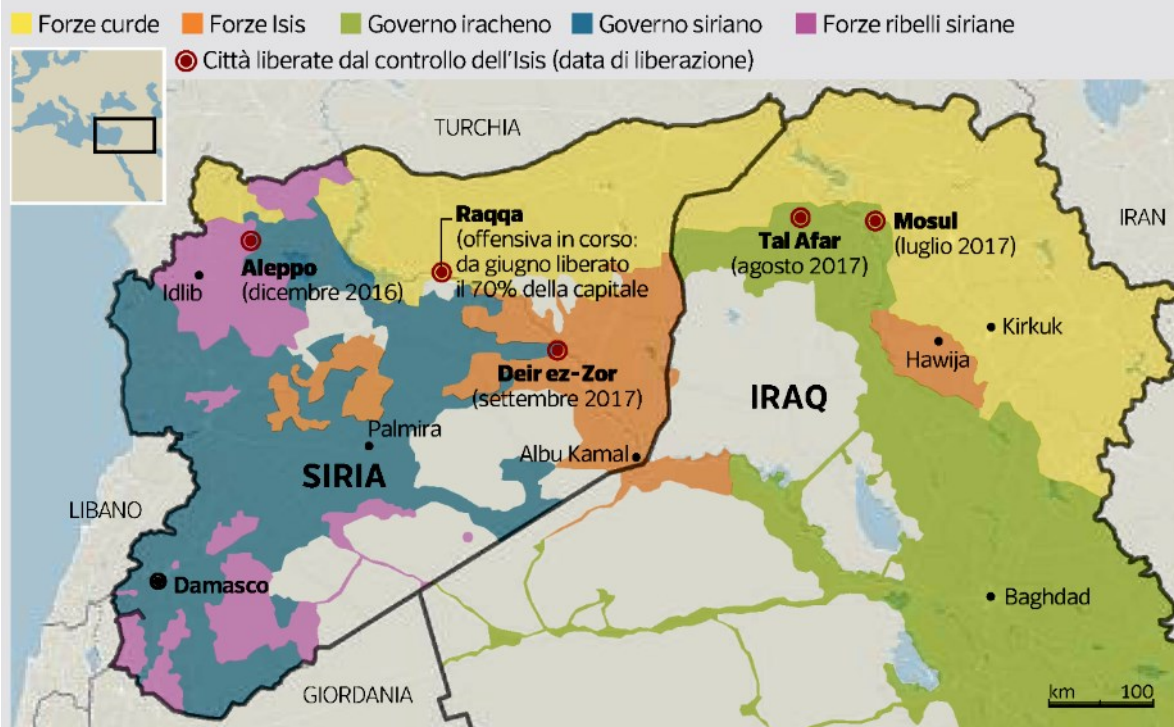 Forze curde
Forze Isis
Governo iracheno
Governo siriano
Forze ribelli siriane
Città liberate dal controllo dell'Isis (data di liberazione)
TURCHIA
IRAN
Raqqa
(offensiva in corso:
da giugno liberato
il 70% della capitale
Tal Afar
(agosto 2017)
Mosul
(luglio 2017)
Aleppo
(dicembre 2016)
Idlib
Kirkuk
Hawija
Deir ez-Zor
(settembre 2017)
IRAQ
Palmira
Albu Kamal
SIRIA
LIBANO
Damasco
Baghdad
GIORDANIA
km 100